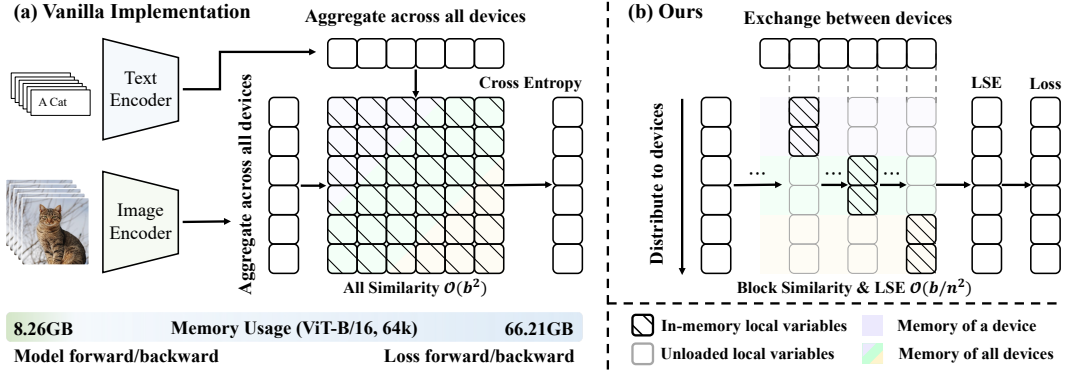 (a) Vanilla Implementation
Aggregate across all devices
Text
Encoder
A Cat
Cross Entropy
Aggregate across all devices
Image
Encoder
All Similarity 𝒪(b²)
8.26GB Memory Usage (ViT-B/16, 64k) 66.21GB
Model forward/backward Loss forward/backward
(b) Ours
Exchange between devices
LSE Loss
Distribute to devices
... ... ...
Block Similarity & LSE 𝒪(b/n²)
In-memory local variables Memory of a device
Unloaded local variables Memory of all devices